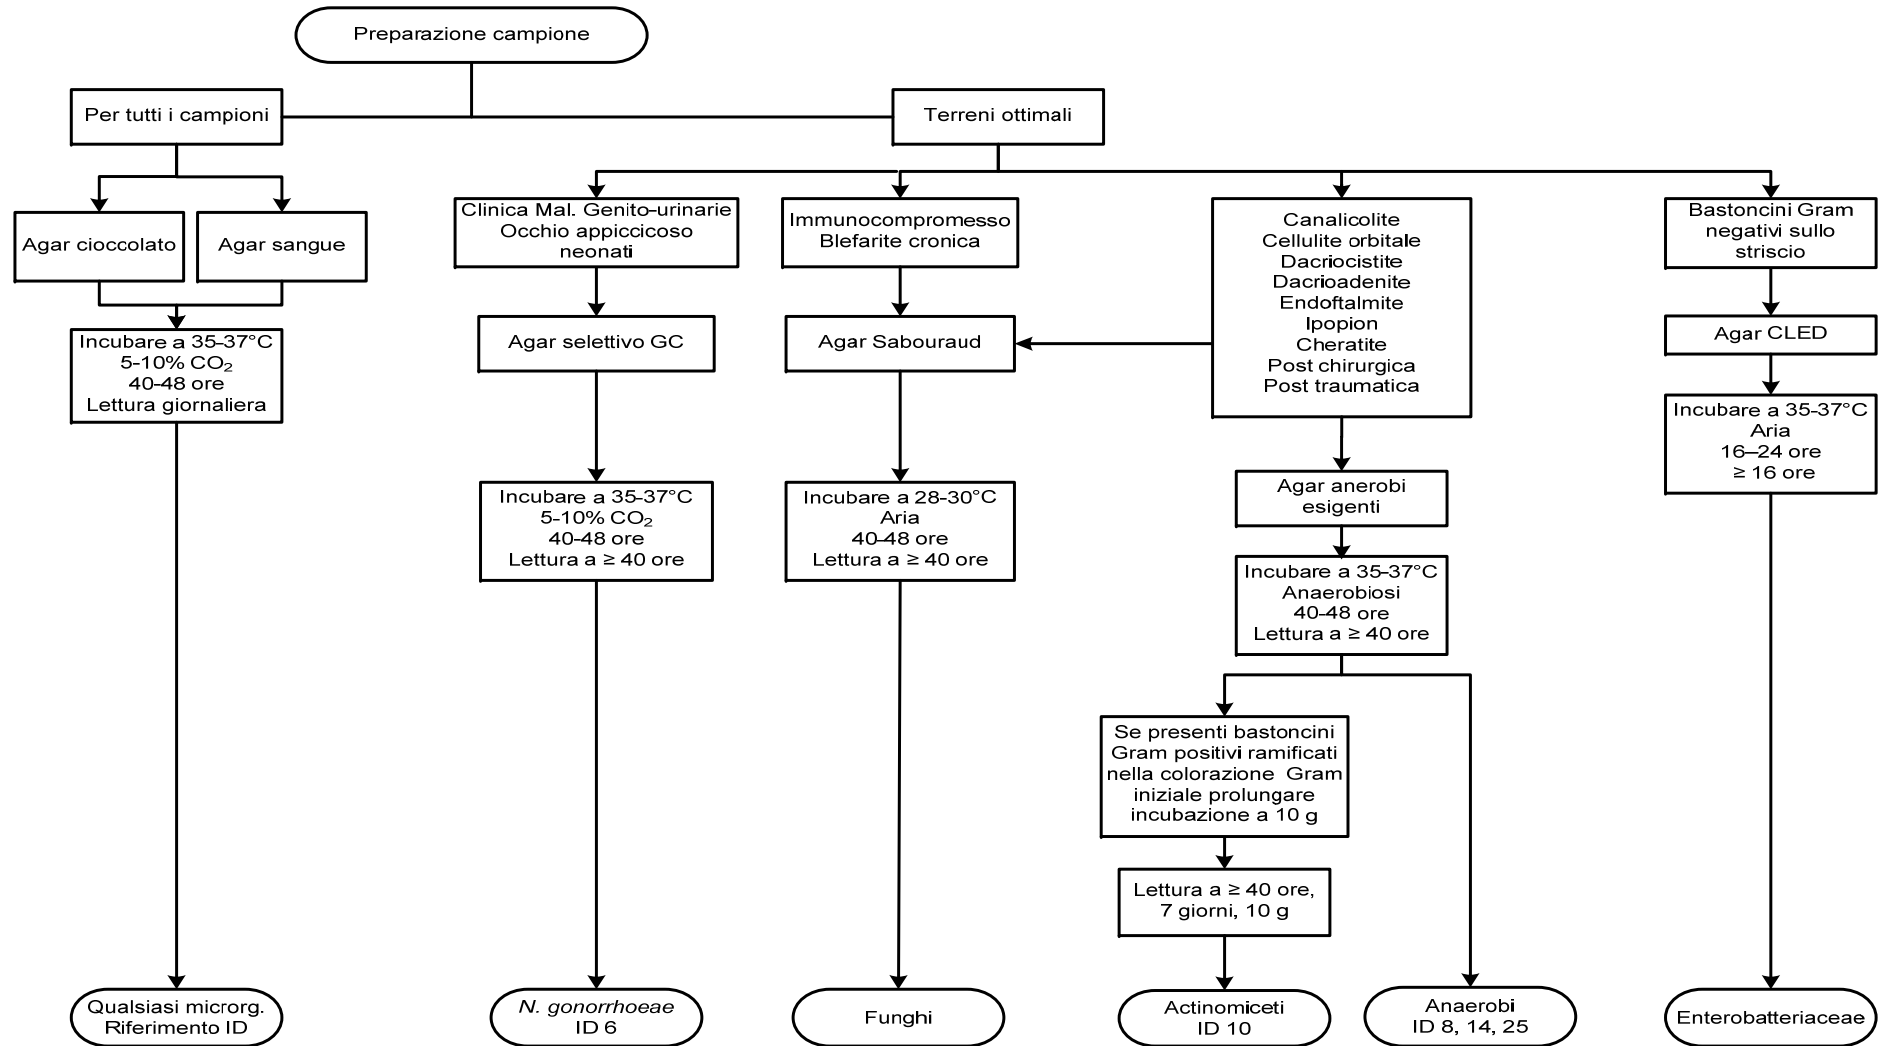 Preparazione campione
Per tutti i campioni
Terreni ottimali
Agar cioccolato
Agar sangue
Incubare a 35-37°C
5-10% CO₂
40-48 ore
Lettura giornaliera
Qualsiasi microrg.
Riferimento ID
Clinica Mal. Genito-urinarie
Occhio appiccicoso
neonati
Agar selettivo GC
Incubare a 35-37°C
5-10% CO₂
40-48 ore
Lettura a ≥ 40 ore
N. gonorrhoeae
ID 6
Immunocompromesso
Blefarite cronica
Agar Sabouraud
Incubare a 28-30°C
Aria
40-48 ore
Lettura a ≥ 40 ore
Funghi
Canalicolite
Cellulite orbitale
Dacriocistite
Dacrioadenite
Endoftalmite
Ipopion
Cheratite
Post chirurgica
Post traumatica
Agar anerobi
esigenti
Incubare a 35-37°C
Anaerobiosi
40-48 ore
Lettura a ≥ 40 ore
Se presenti bastoncini
Gram positivi ramificati
nella colorazione Gram
iniziale prolungare
incubazione a 10 g
Lettura a ≥ 40 ore,
7 giorni, 10 g
Actinomiceti
ID 10
Anaerobi
ID 8, 14, 25
Bastoncini Gram
negativi sullo
striscio
Agar CLED
Incubare a 35-37°C
Aria
16–24 ore
≥ 16 ore
Enterobatteriaceae